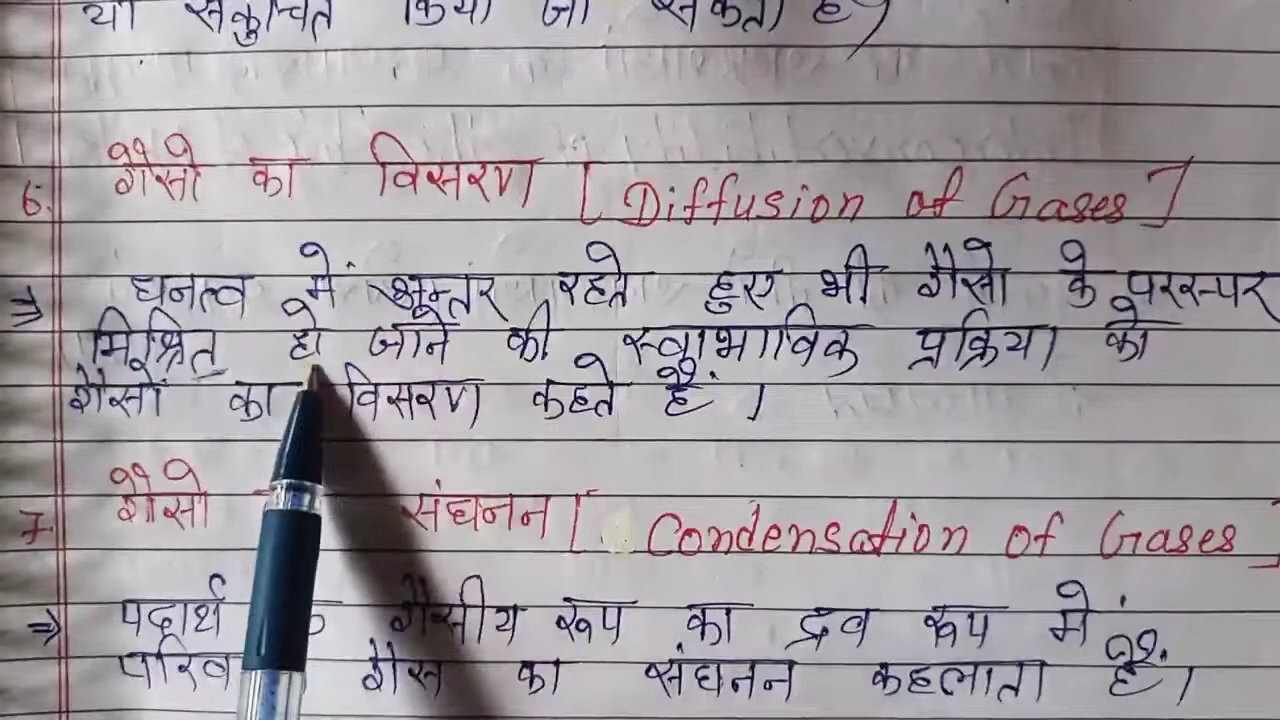 या संकुचित किया जा सकता है)
6. गैसो का विसरण [ Diffusion of Gases ]
⇒ घनत्व में अन्तर रहते हुए भी गैसो के परस्पर
मिश्रित हो जाने की स्वाभाविक प्रक्रिया को
गैसों का विसरण कहते हैं।
7. गैसो संघनन [ Condensation of Gases ]
⇒ पदार्थ गैसीय रूप का द्रव रूप में
गैस का संघनन कहलाता हैं।